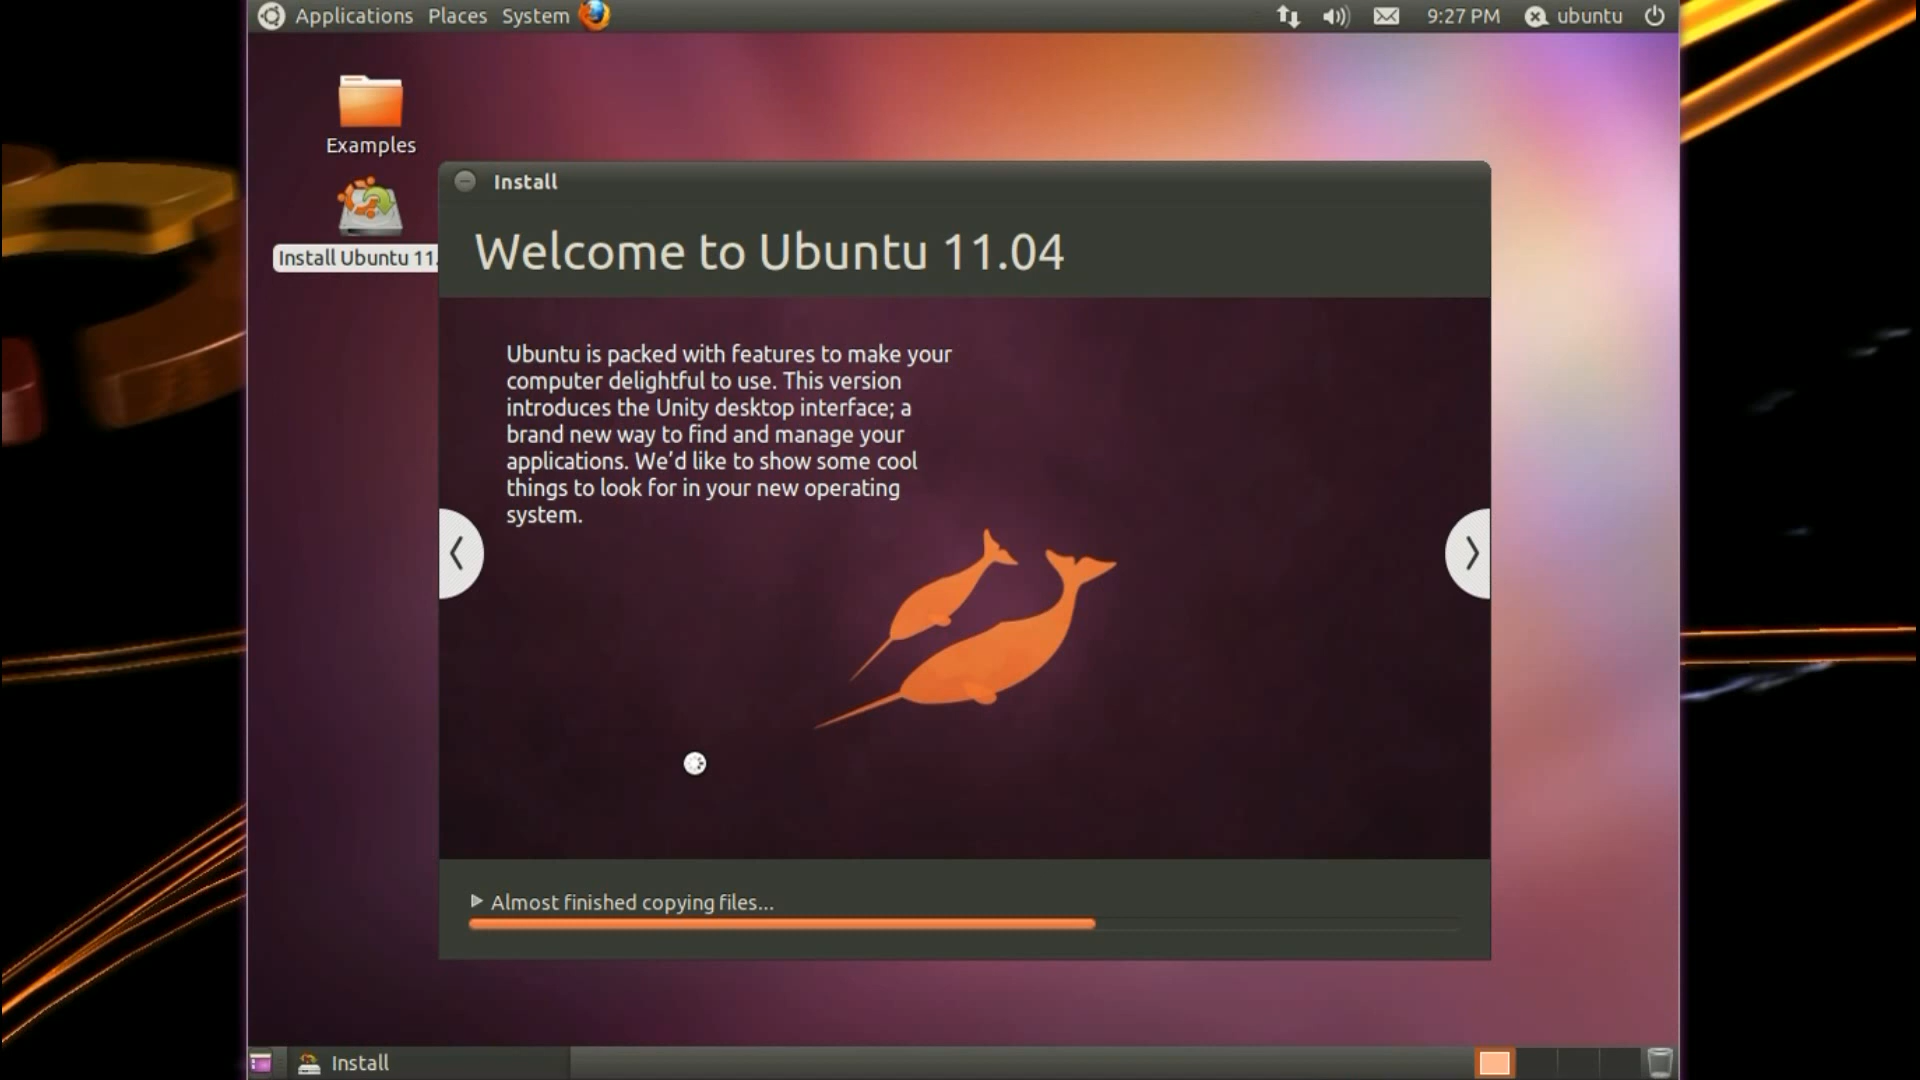 Applications Places System
9:27 PM ubuntu
Examples
Install Ubuntu 11.
Install
Welcome to Ubuntu 11.04
Ubuntu is packed with features to make your
computer delightful to use. This version
introduces the Unity desktop interface; a
brand new way to find and manage your
applications. We’d like to show some cool
things to look for in your new operating
system.
Almost finished copying files...
Install